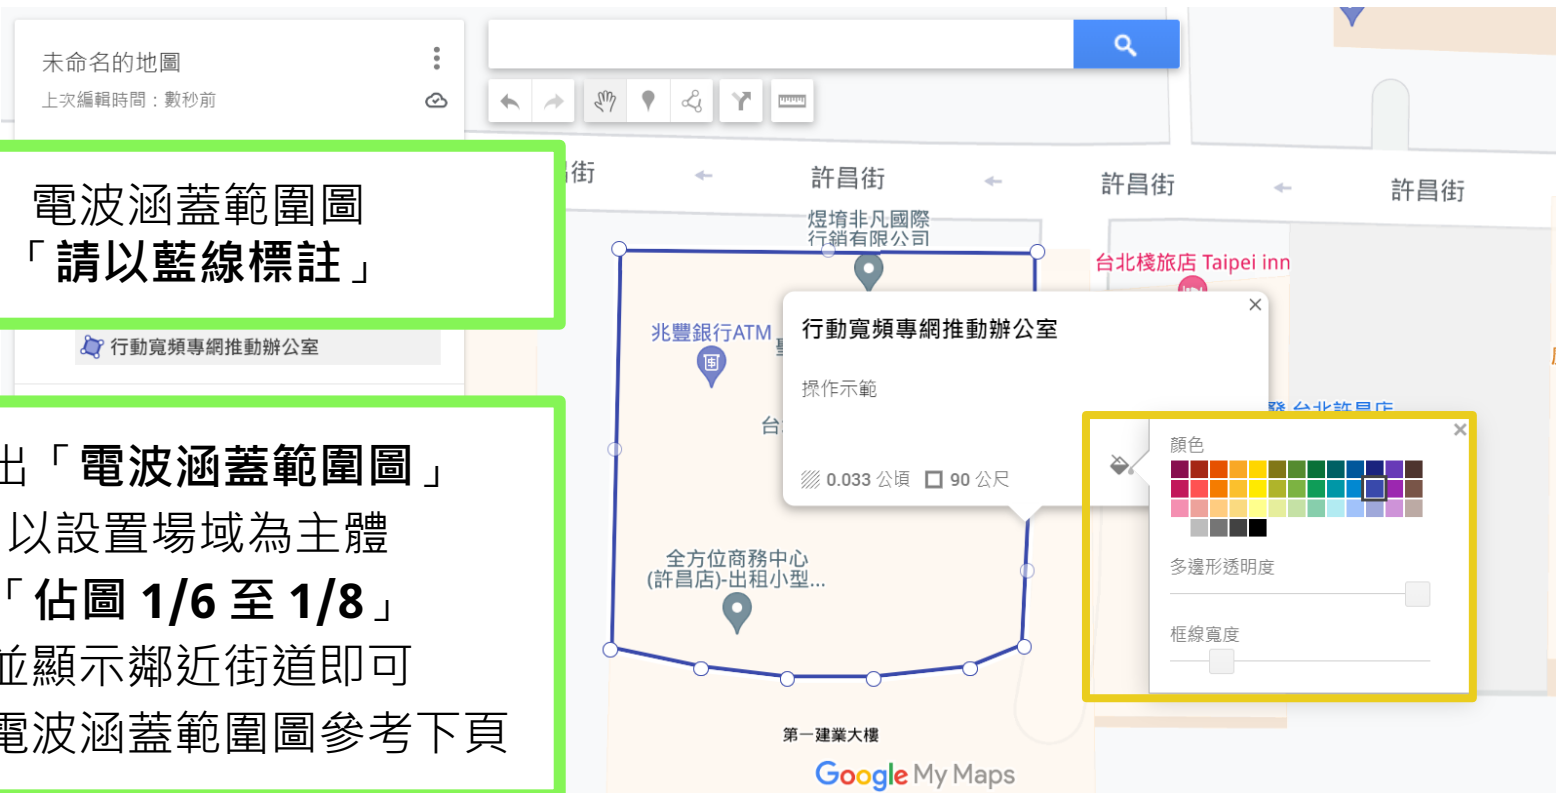 未命名的地圖
上次編輯時間：數秒前
電波涵蓋範圍圖
「請以藍線標註」
行動寬頻專網推動辦公室
出「電波涵蓋範圍圖」
以設置場域為主體
「佔圖 1/6 至 1/8」
並顯示鄰近街道即可
電波涵蓋範圍圖參考下頁
街
許昌街
許昌街
許昌街
煜堉非凡國際
行銷有限公司
台北棧旅店 Taipei inn
兆豐銀行ATM
行動寬頻專網推動辦公室
操作示範
台
0.033 公頃
90 公尺
台北許昌店
顏色
多邊形透明度
框線寬度
全方位商務中心
(許昌店)-出租小型...
第一建業大樓
Google My Maps